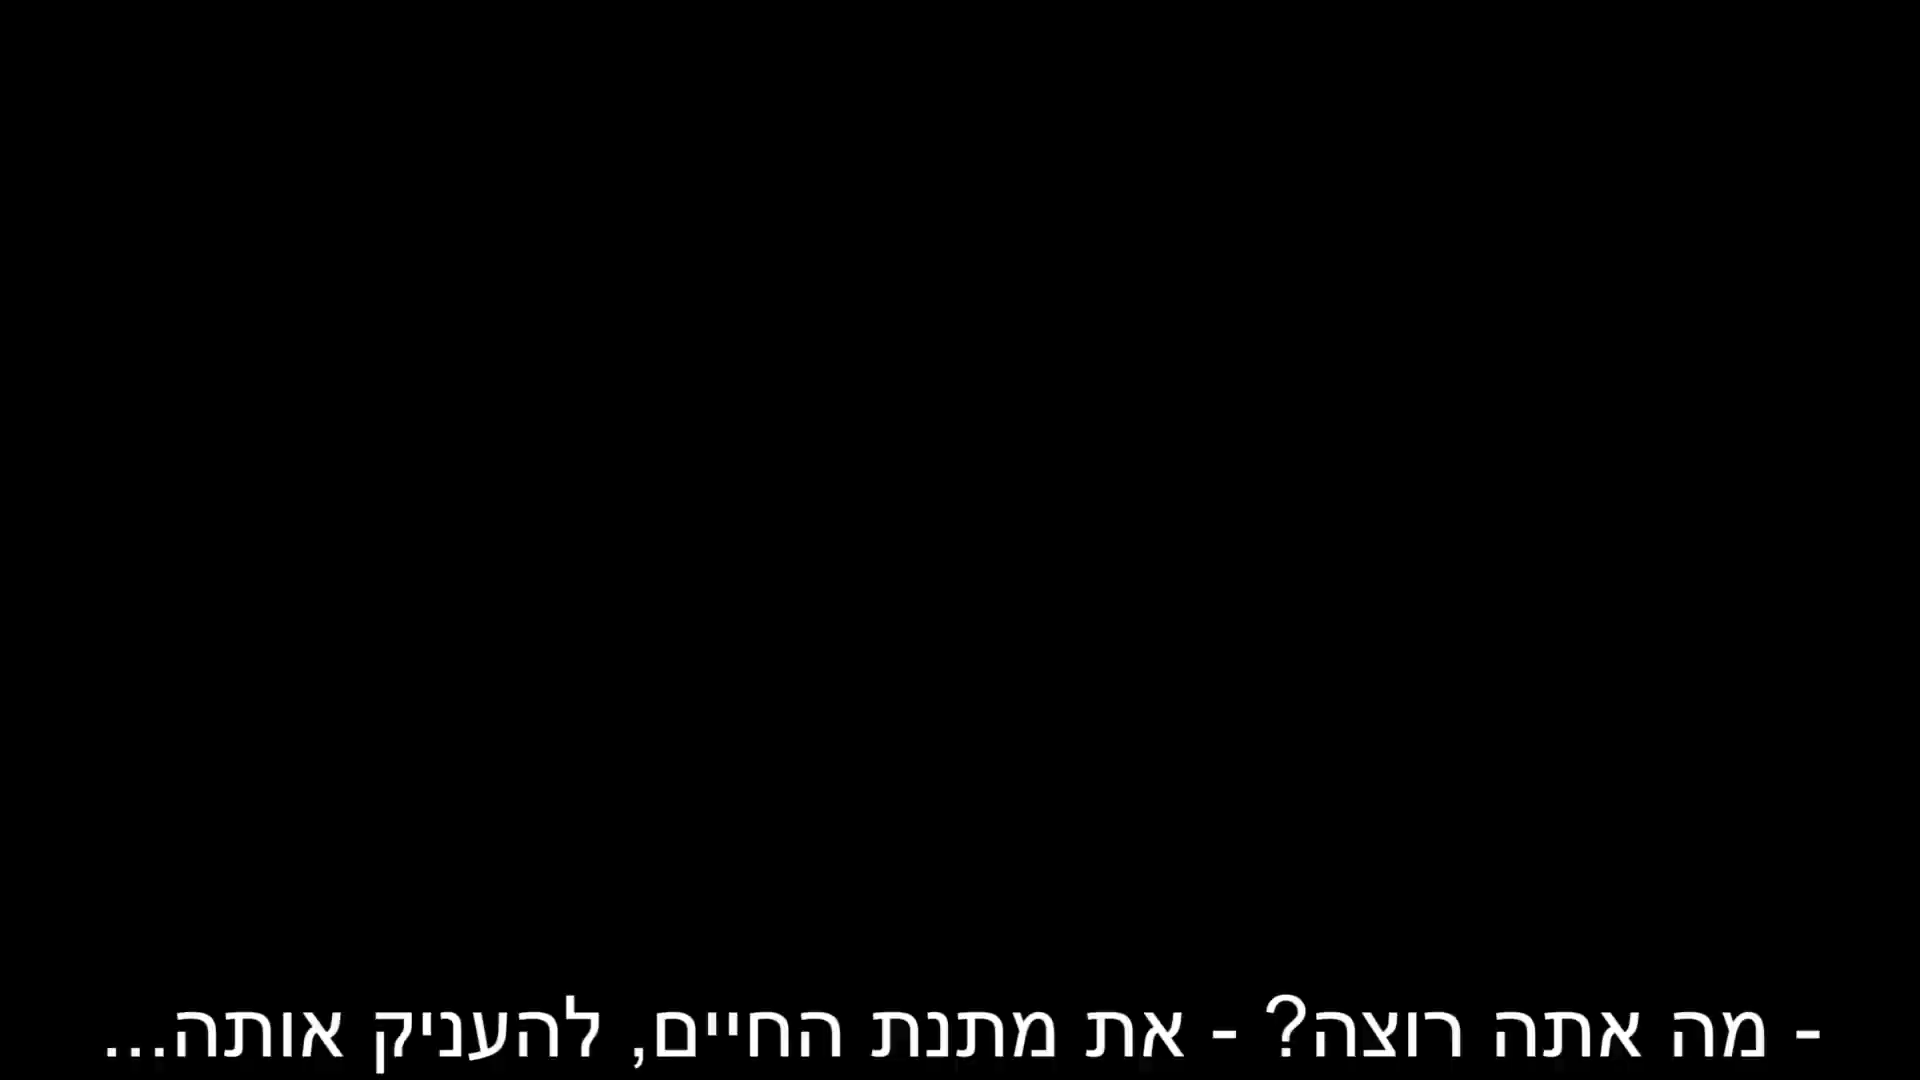 - מה אתה רוצה? - את מתנת החיים, להעניק אותה...